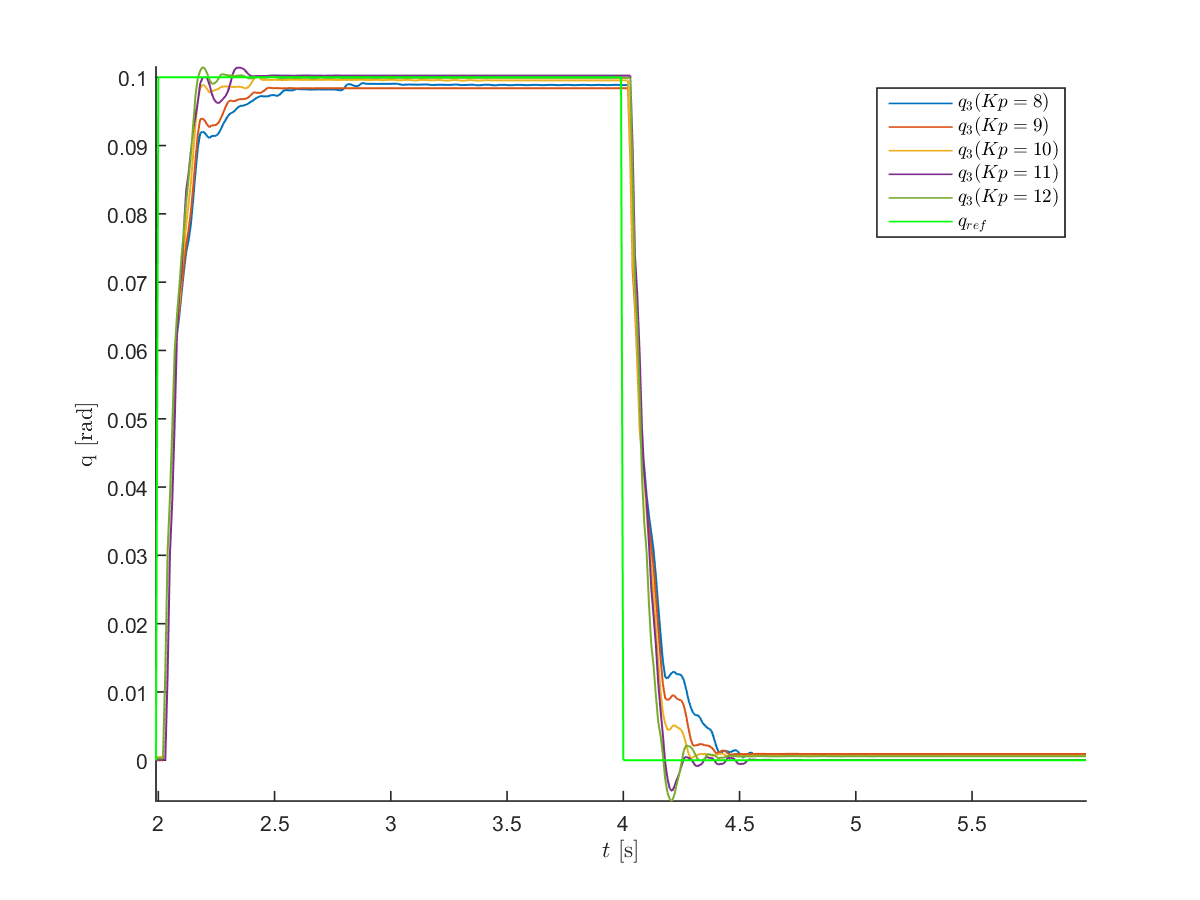 0.1
0.09
0.08
0.07
0.06
0.05
0.04
0.03
0.02
0.01
0
q [rad]
2
2.5
3
3.5
4
4.5
5
5.5
t [s]
q₃(Kp = 8)
q₃(Kp = 9)
q₃(Kp = 10)
q₃(Kp = 11)
q₃(Kp = 12)
q_ref